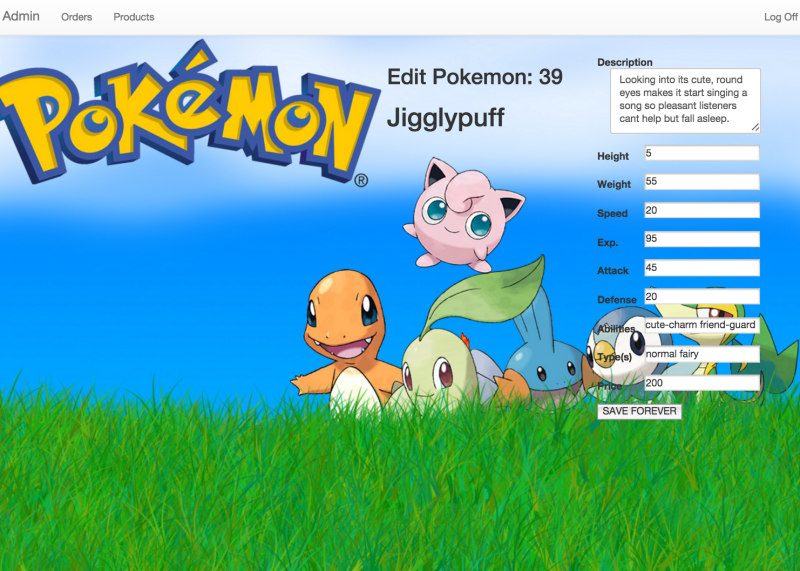 Admin Orders Products Log Off
POKéMON
®
Edit Pokemon: 39
Jigglypuff
Description
Looking into its cute, round
eyes makes it start singing a
song so pleasant listeners
cant help but fall asleep.
Height 5
Weight 55
Speed 20
Exp. 95
Attack 45
Defense 20
Abilities cute-charm friend-guard
Type(s) normal fairy
Price 200
SAVE FOREVER